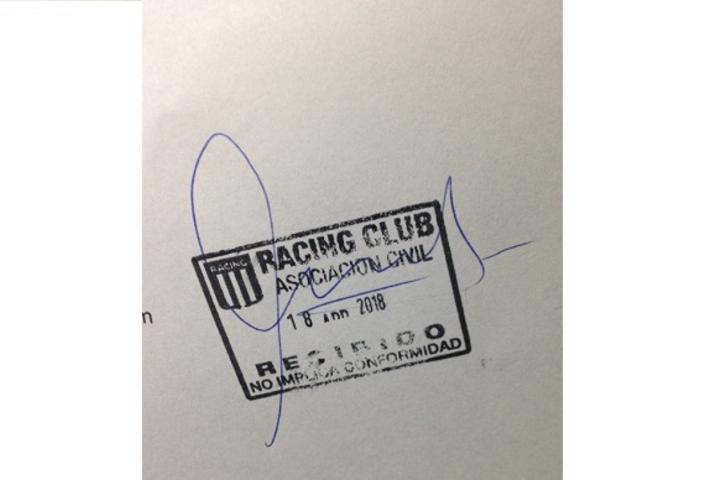 RACING
RACING CLUB
ASOCIACION CIVIL
18 ABR 2018
RECIBIDO
NO IMPLICA CONFORMIDAD
n